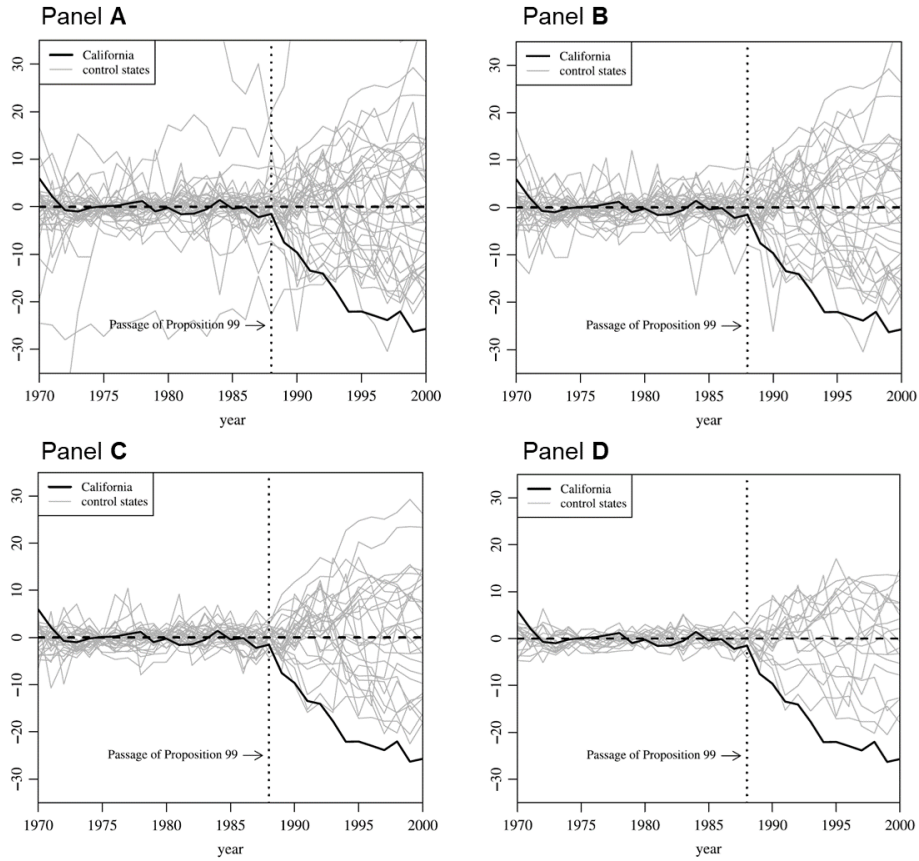 Panel A
30
20
10
0
−10
−20
−30
California
control states
Passage of Proposition 99
1970 1975 1980 1985 1990 1995 2000
year
Panel B
30
20
10
0
−10
−20
−30
California
control states
Passage of Proposition 99
1970 1975 1980 1985 1990 1995 2000
year
Panel C
30
20
10
0
−10
−20
−30
California
control states
Passage of Proposition 99
1970 1975 1980 1985 1990 1995 2000
year
Panel D
30
20
10
0
−10
−20
−30
California
control states
Passage of Proposition 99
1970 1975 1980 1985 1990 1995 2000
year